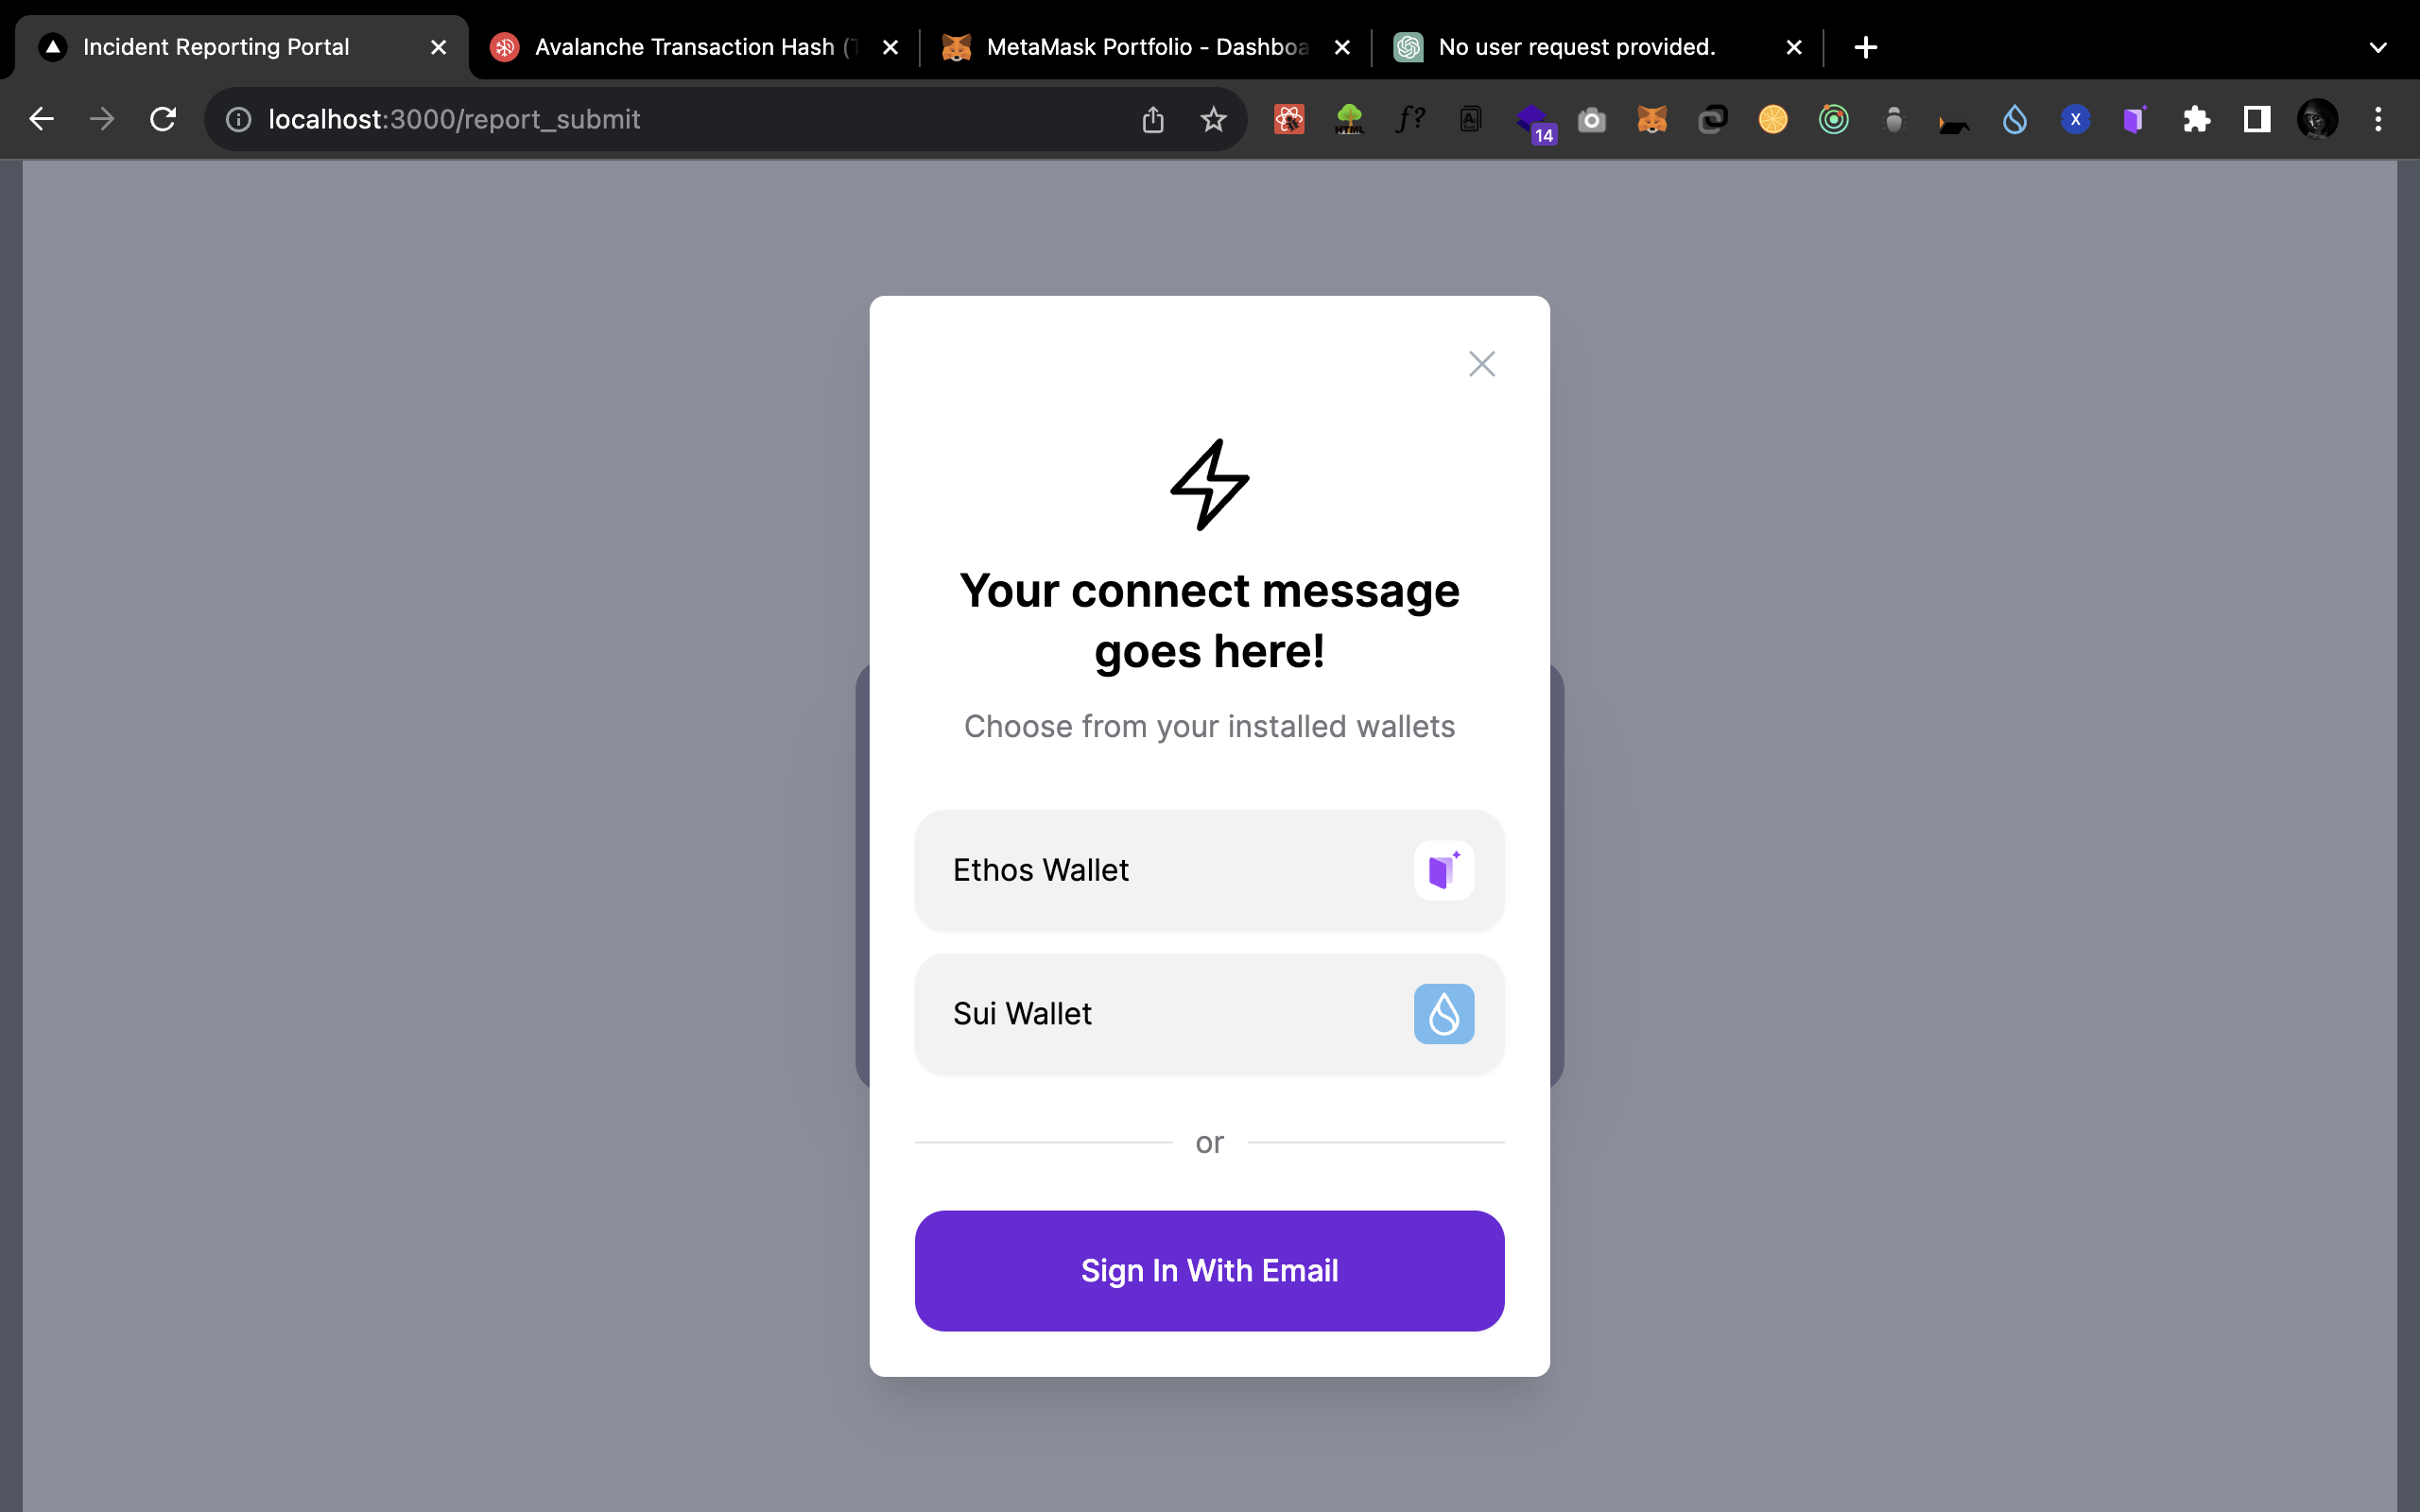 Incident Reporting Portal
Avalanche Transaction Hash (T
MetaMask Portfolio - Dashboa
No user request provided.
localhost:3000/report_submit
HTML
f?
14
X
Your connect message
goes here!
Choose from your installed wallets
Ethos Wallet
Sui Wallet
or
Sign In With Email